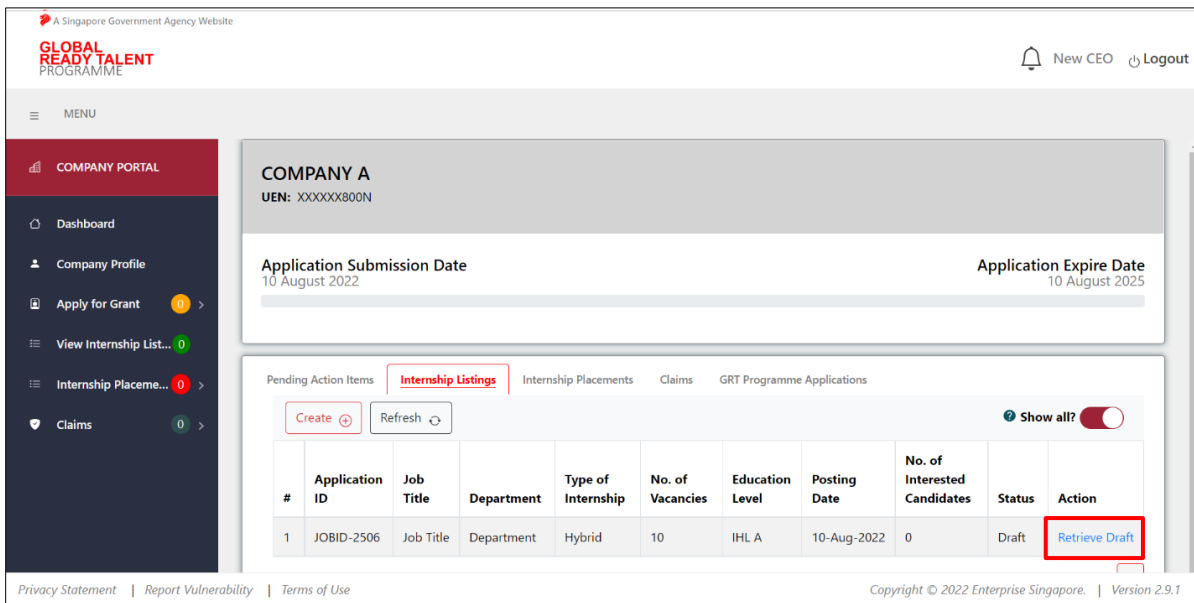 A Singapore Government Agency Website
GLOBAL
READY TALENT
PROGRAMME
New CEO Logout
MENU
COMPANY PORTAL
Dashboard
Company Profile
Apply for Grant 0
View Internship List... 0
Internship Placeme... 0
Claims 0
COMPANY A
UEN: XXXXXX800N
Application Submission Date
10 August 2022
Application Expire Date
10 August 2025
Pending Action Items Internship Listings Internship Placements Claims GRT Programme Applications
Create Refresh Show all?
# Application ID Job Title Department Type of Internship No. of Vacancies Education Level Posting Date No. of Interested Candidates Status Action
1 JOBID-2506 Job Title Department Hybrid 10 IHL A 10-Aug-2022 0 Draft Retrieve Draft
Privacy Statement | Report Vulnerability | Terms of Use Copyright © 2022 Enterprise Singapore. | Version 2.9.1